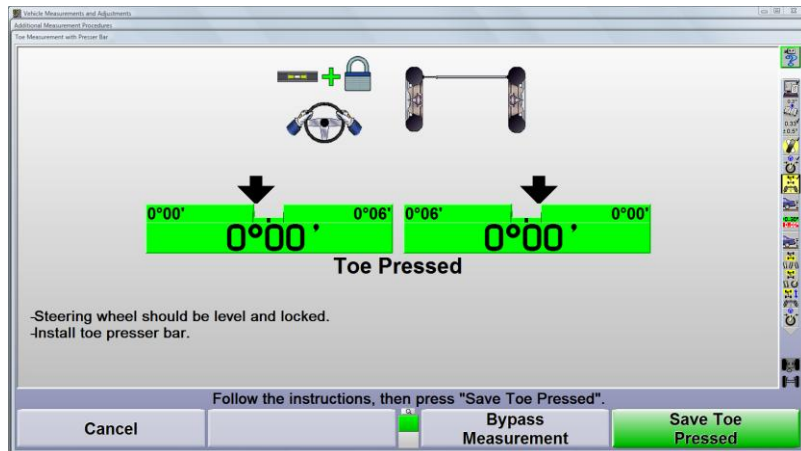 Vehicle Measurements and Adjustments
Additional Measurement Procedures
Toe Measurement with Presser Bar
0°00' 0°06' 0°06' 0°00'
0°00' 0°00'
Toe Pressed
-Steering wheel should be level and locked.
-Install toe presser bar.
Follow the instructions, then press "Save Toe Pressed".
Cancel
Bypass
Measurement
Save Toe
Pressed